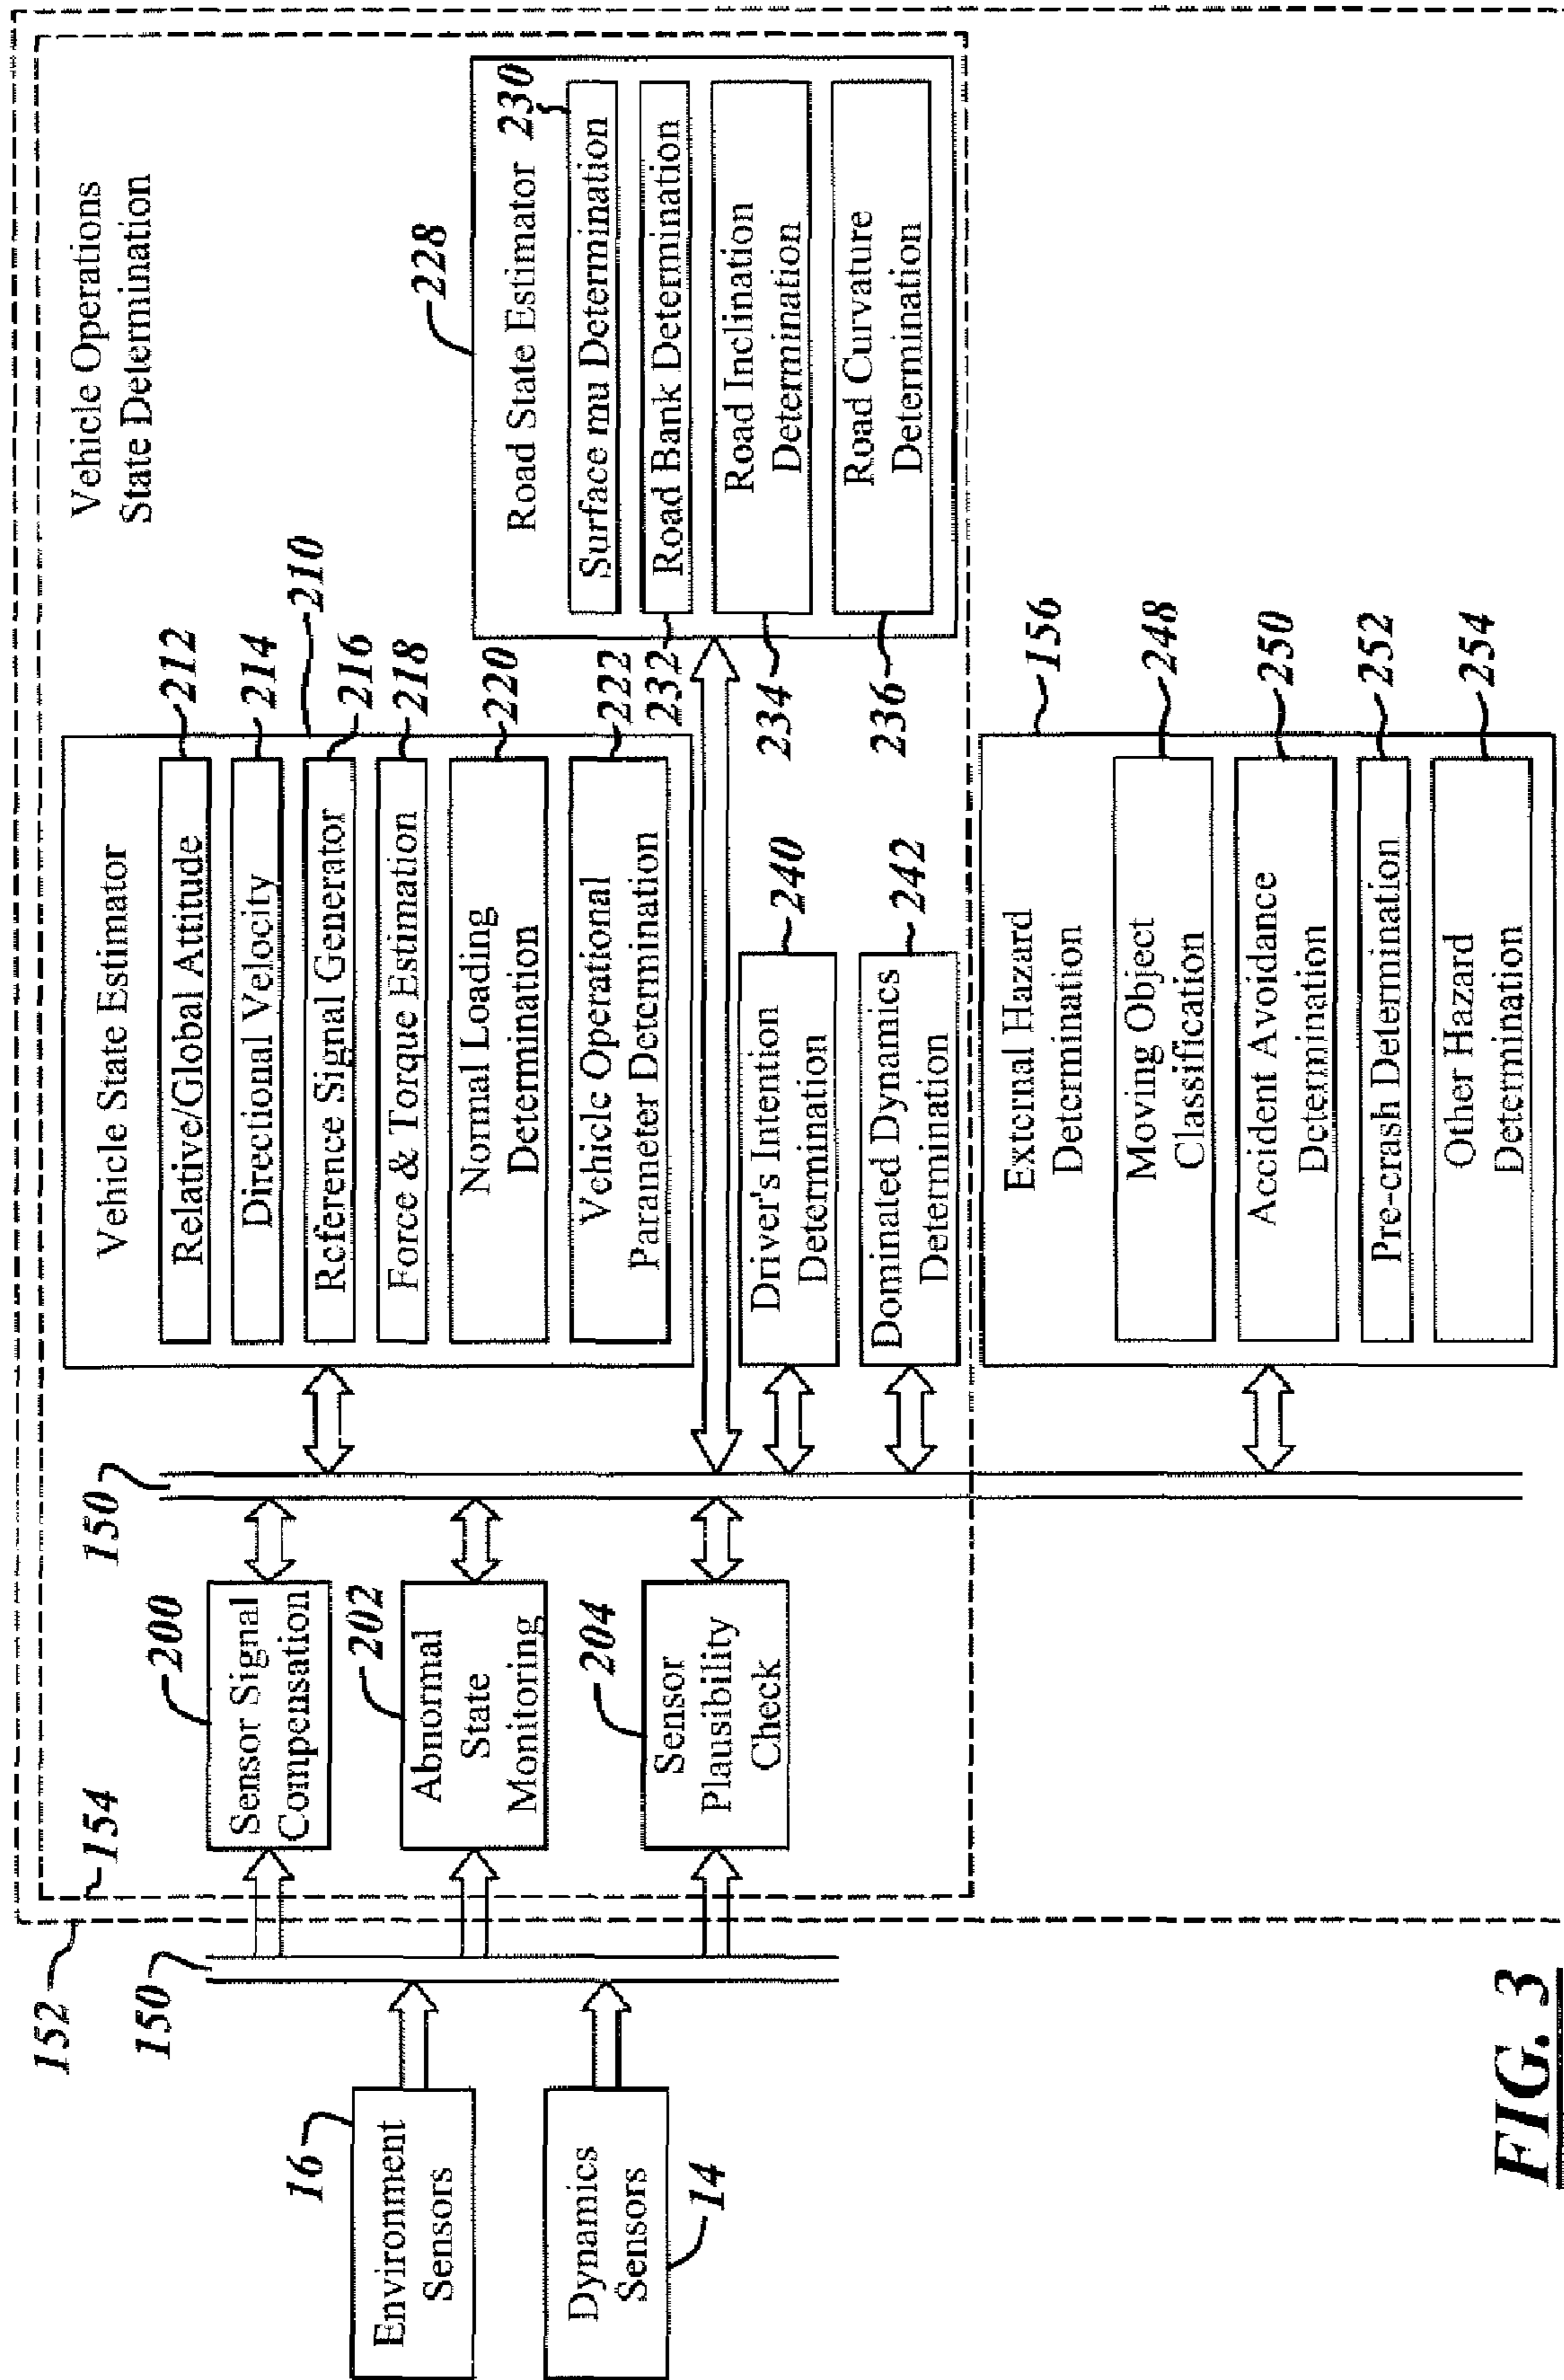 152
154
150
16
Environment
Sensors
Dynamics
Sensors
14
200
Sensor Signal
Compensation
202
Abnormal
State
Monitoring
204
Sensor
Plausibility
Check
150
Vehicle Operations
State Determination
Vehicle State Estimator
210
Relative/Global Attitude
212
Directional Velocity
214
Reference Signal Generator
216
Force & Torque Estimation
218
Normal Loading
Determination
220
Vehicle Operational
Parameter Determination
222
228
Road State Estimator
230
Surface mu Determination
Road Bank Determination
232
Road Inclination
Determination
234
Road Curvature
Determination
236
Driver's Intention
Determination
240
Dominated Dynamics
Determination
242
External Hazard
Determination
156
Moving Object
Classification
248
Accident Avoidance
Determination
250
Pre-crash Determination
252
Other Hazard
Determination
254
FIG. 3